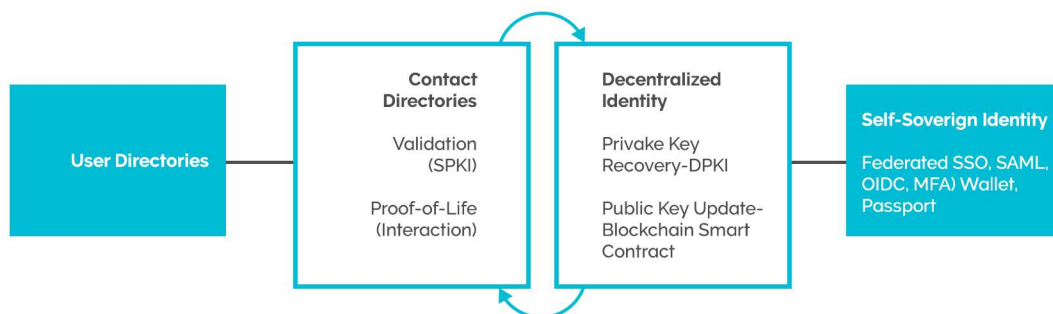 User Directories
Contact
Directories
Validation
(SPKI)
Proof-of-Life
(Interaction)
Decentralized
Identity
Privake Key
Recovery-DPKI
Public Key Update-
Blockchain Smart
Contract
Self-Soverign Identity
Federated SSO, SAML,
OIDC, MFA) Wallet,
Passport